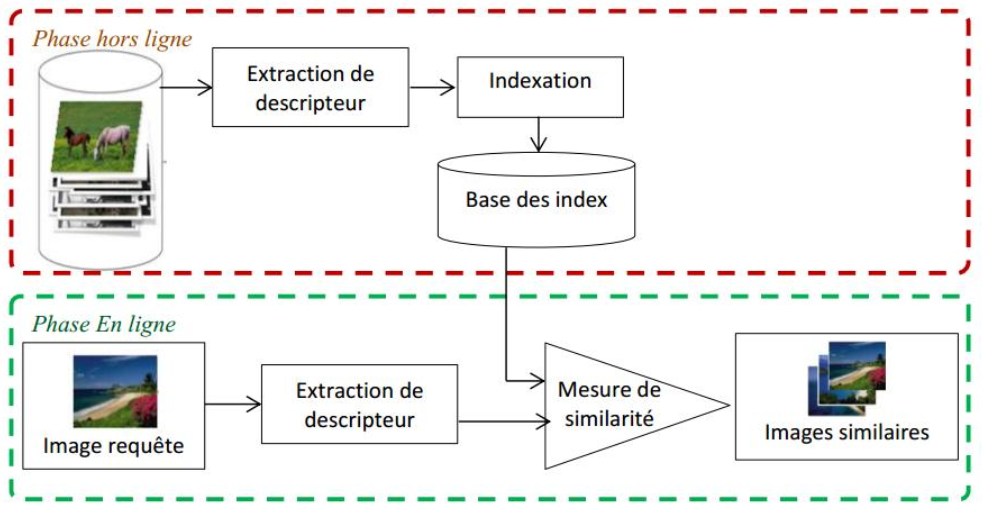 Phase hors ligne
Extraction de
descripteur
Indexation
Base des index
Phase En ligne
Image requête
Extraction de
descripteur
Mesure de
similarité
Images similaires